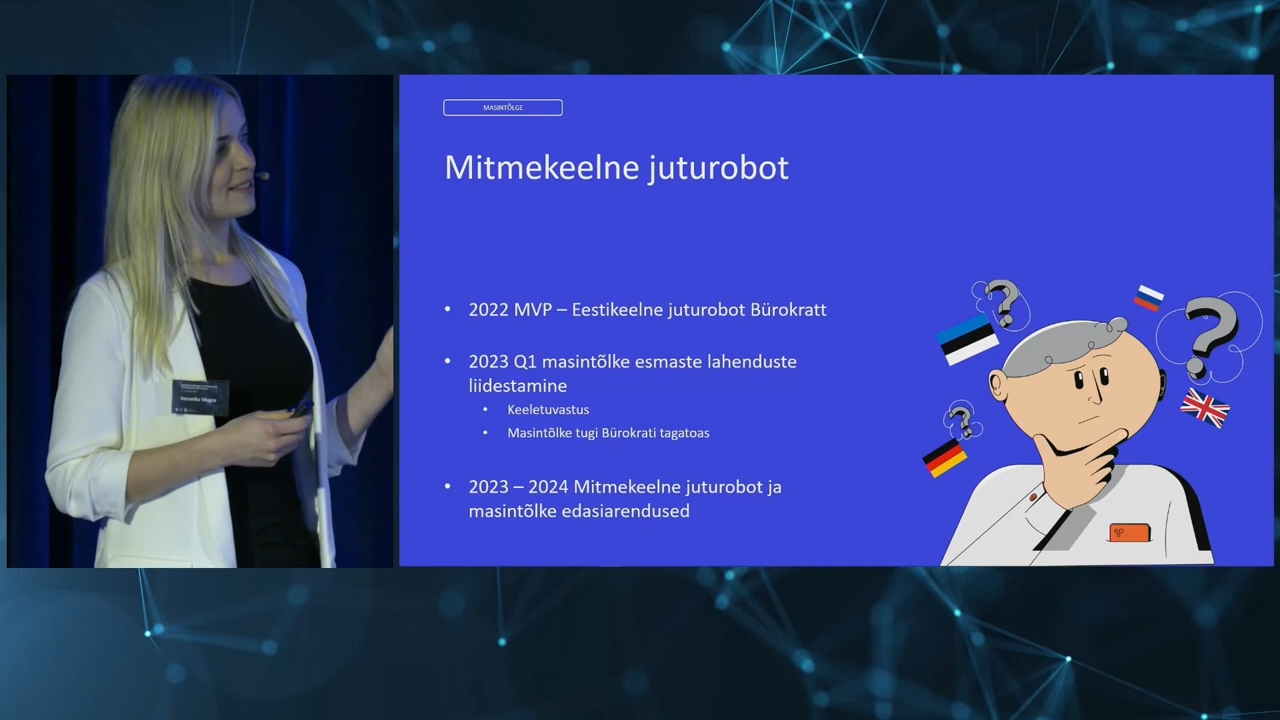 MASINTÕLGE
Mitmekeelne juturobot
• 2022 MVP – Eestikeelne juturobot Bürokratt
• 2023 Q1 masintõlke esmaste lahenduste
liidestamine
• Keeletuvastus
• Masintõlke tugi Bürokrati tagatoas
• 2023 – 2024 Mitmekeelne juturobot ja
masintõlke edasiarendused
Veronika